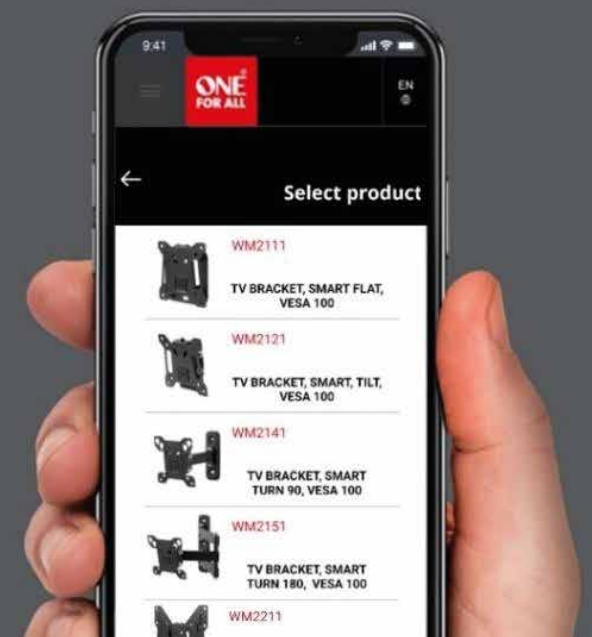 9:41
ONE
FOR ALL
EN
Select product
WM2111
TV BRACKET, SMART FLAT,
VESA 100
WM2121
TV BRACKET, SMART, TILT,
VESA 100
WM2141
TV BRACKET, SMART
TURN 90, VESA 100
WM2151
TV BRACKET, SMART
TURN 180, VESA 100
WM2211